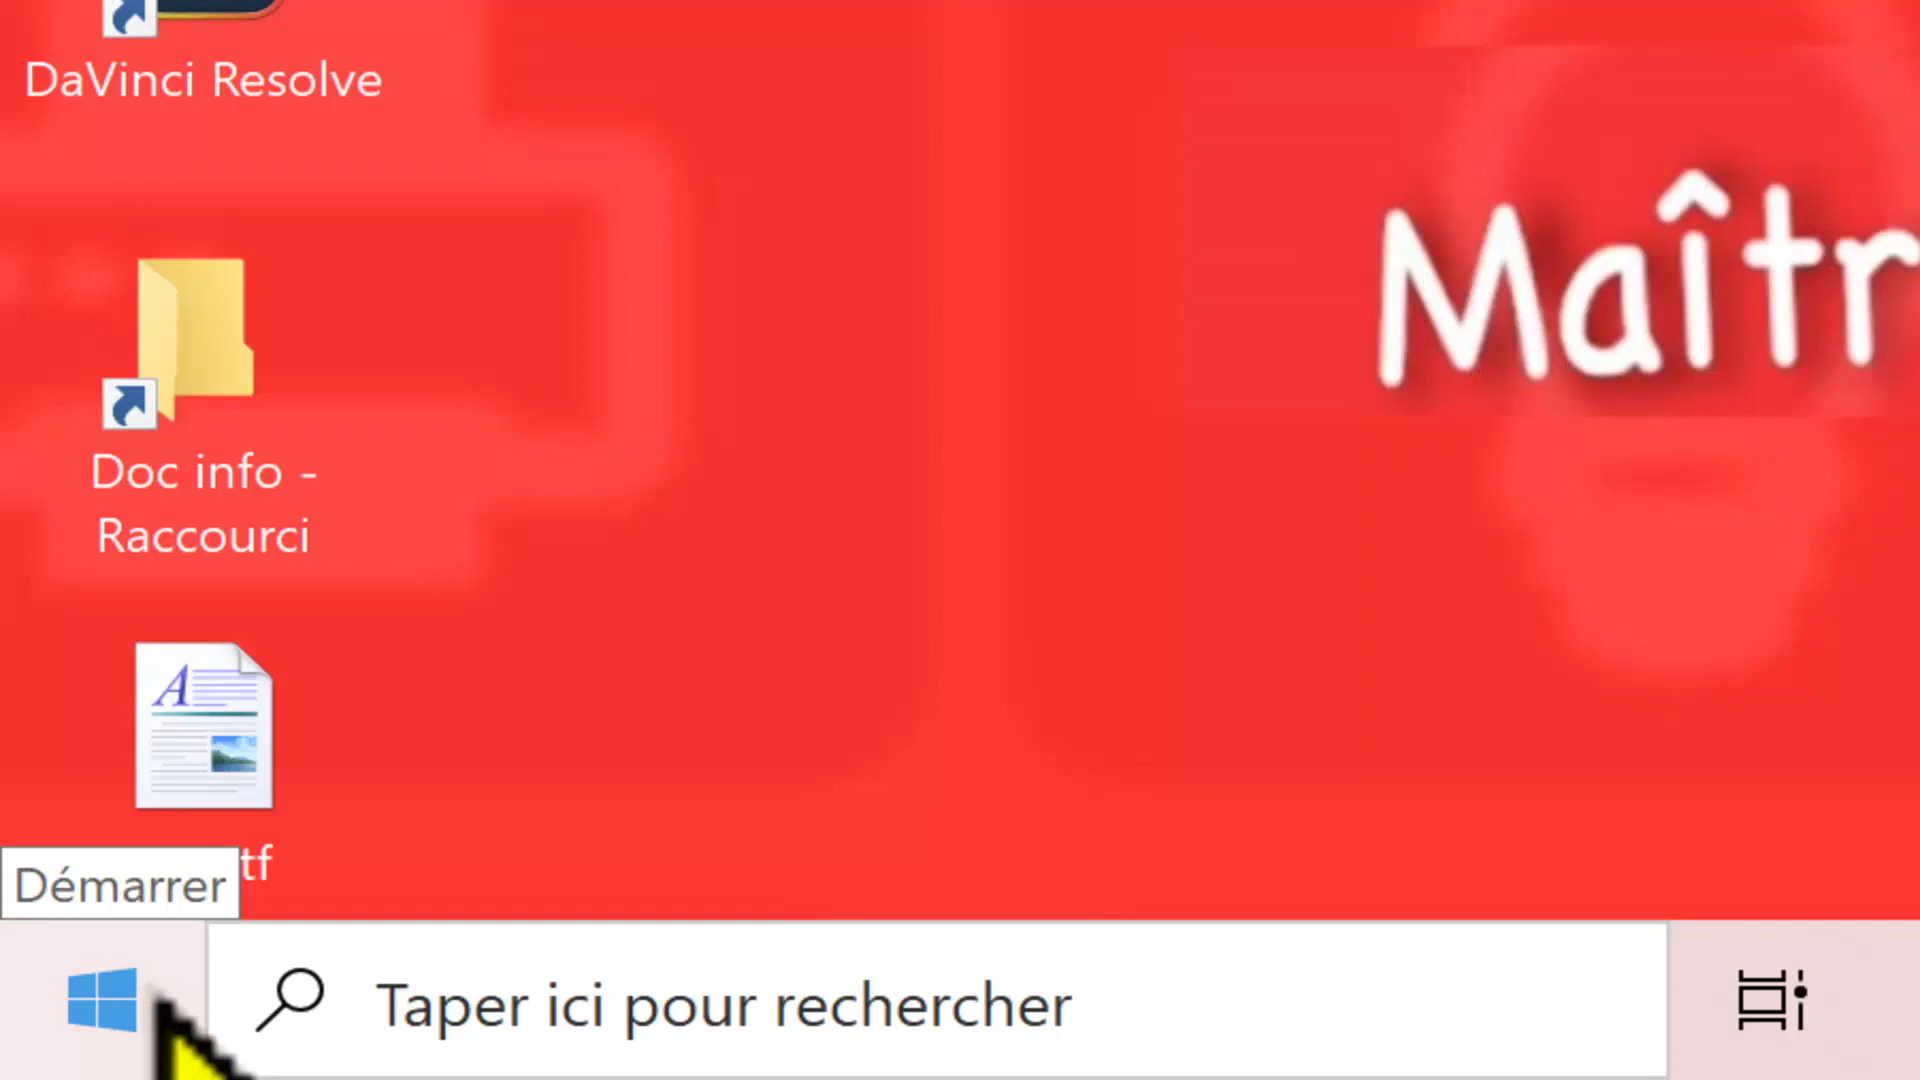 DaVinci Resolve
Maîtr
Doc info -
Raccourci
tf
Démarrer
Taper ici pour rechercher